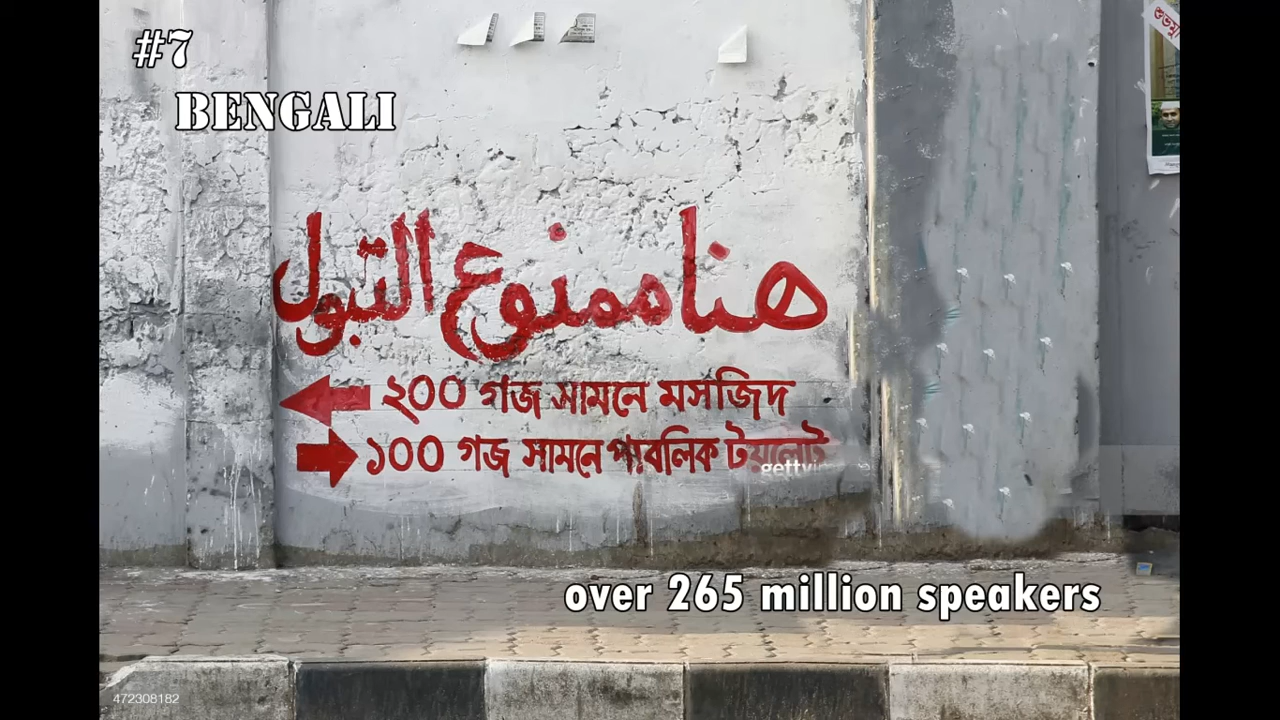 #7
BENGALI
هنا ممنوع التبول
২০০ গজ সামনে মসজিদ
১০০ গজ সামনে পাবলিক টয়লেট
over 265 million speakers
472308182